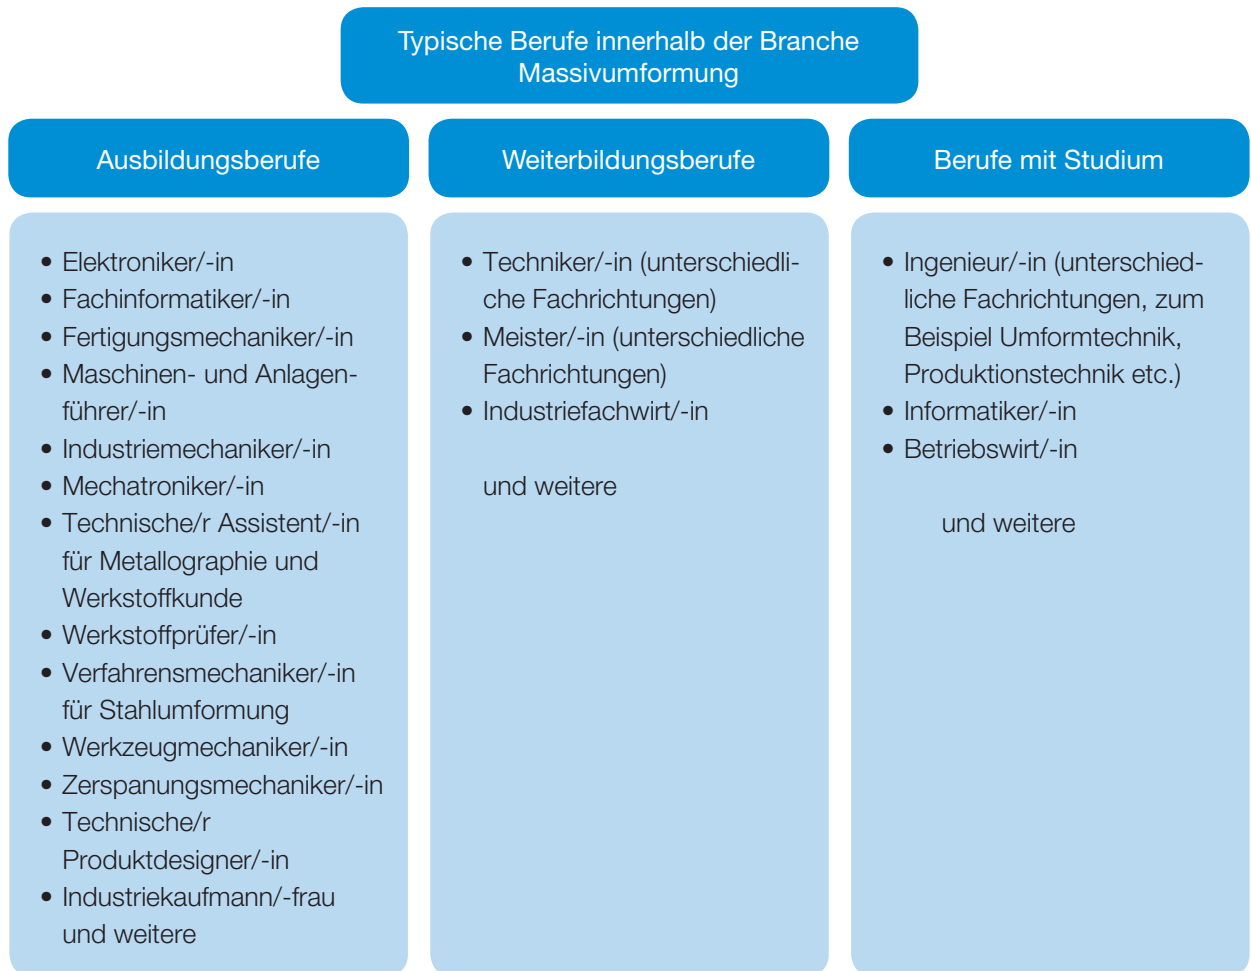 Typische Berufe innerhalb der Branche
Massivumformung
Ausbildungsberufe
• Elektroniker/-in
• Fachinformatiker/-in
• Fertigungsmechaniker/-in
• Maschinen- und Anlagen-
führer/-in
• Industriemechaniker/-in
• Mechatroniker/-in
• Technische/r Assistent/-in
für Metallographie und
Werkstoffkunde
• Werkstoffprüfer/-in
• Verfahrensmechaniker/-in
für Stahlumformung
• Werkzeugmechaniker/-in
• Zerspanungsmechaniker/-in
• Technische/r
Produktdesigner/-in
• Industriekaufmann/-frau
und weitere
Weiterbildungsberufe
• Techniker/-in (unterschiedli-
che Fachrichtungen)
• Meister/-in (unterschiedliche
Fachrichtungen)
• Industriefachwirt/-in
und weitere
Berufe mit Studium
• Ingenieur/-in (unterschied-
liche Fachrichtungen, zum
Beispiel Umformtechnik,
Produktionstechnik etc.)
• Informatiker/-in
• Betriebswirt/-in
und weitere